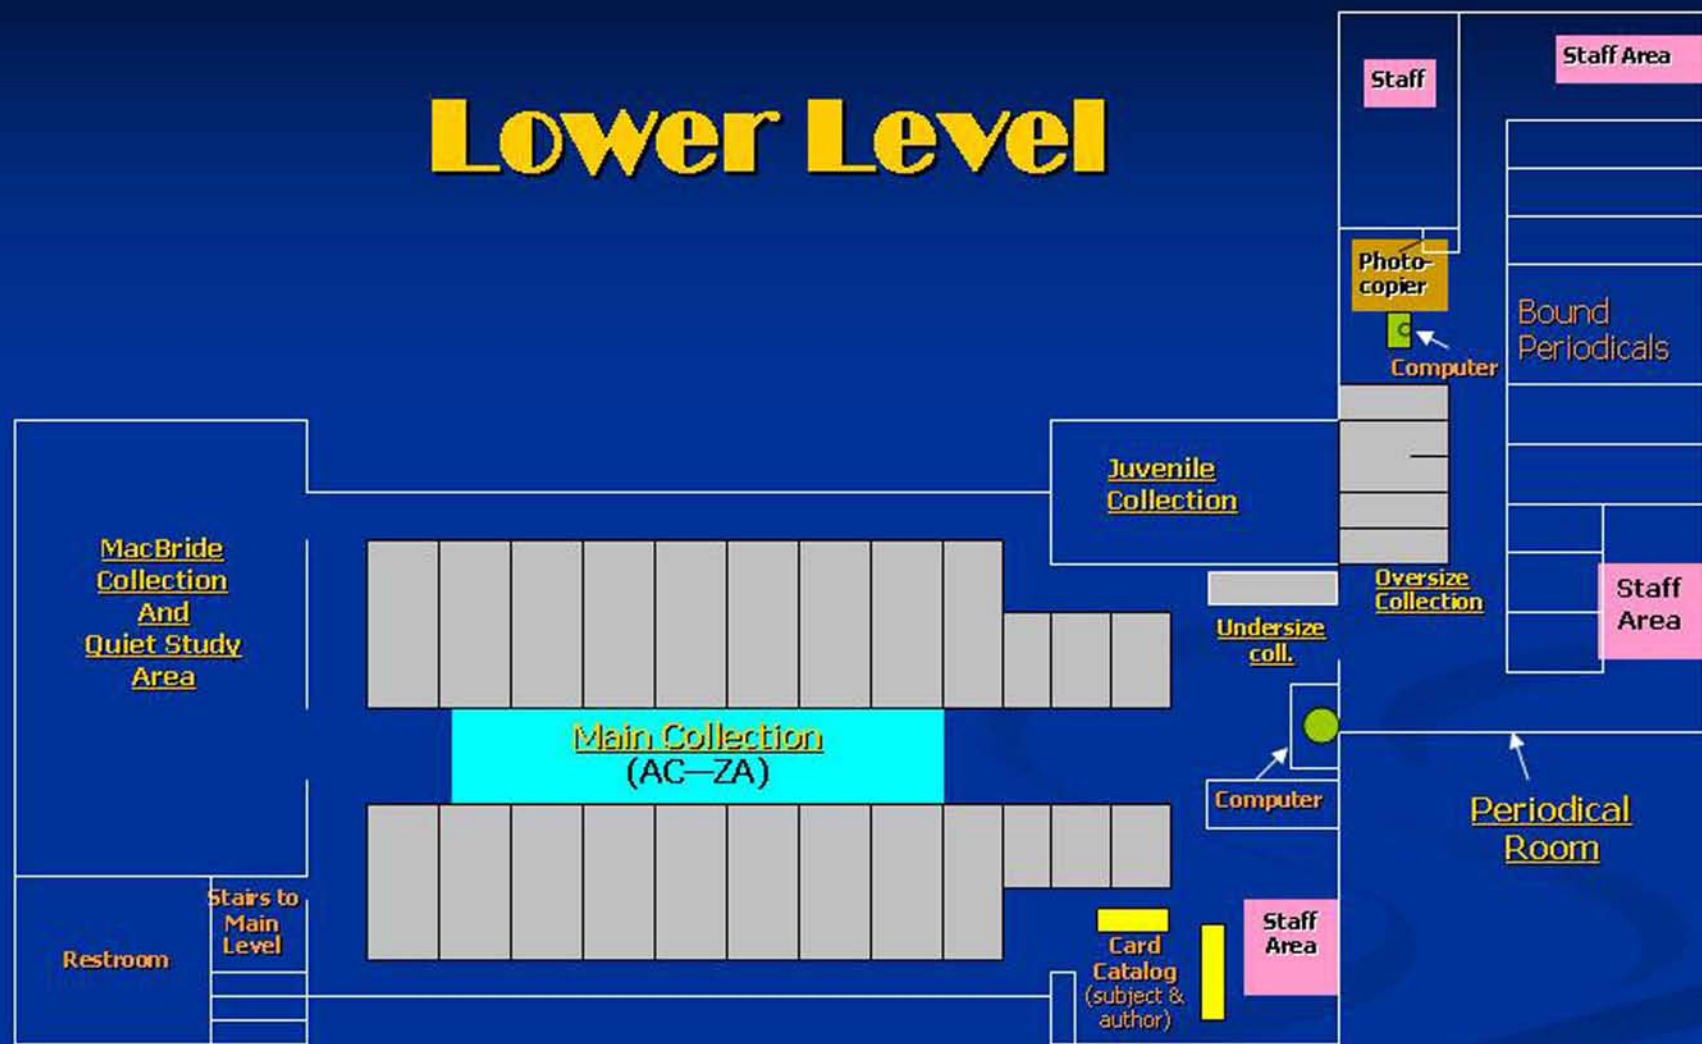 Lower Level
Staff
Staff Area
Photo-
copier
Computer
Bound
Periodicals
Juvenile
Collection
Oversize
Collection
Staff
Area
Undersize
coll.
MacBride
Collection
And
Quiet Study
Area
Main Collection
(AC—ZA)
Computer
Periodical
Room
Stairs to
Main
Level
Restroom
Card
Catalog
(subject &
author)
Staff
Area